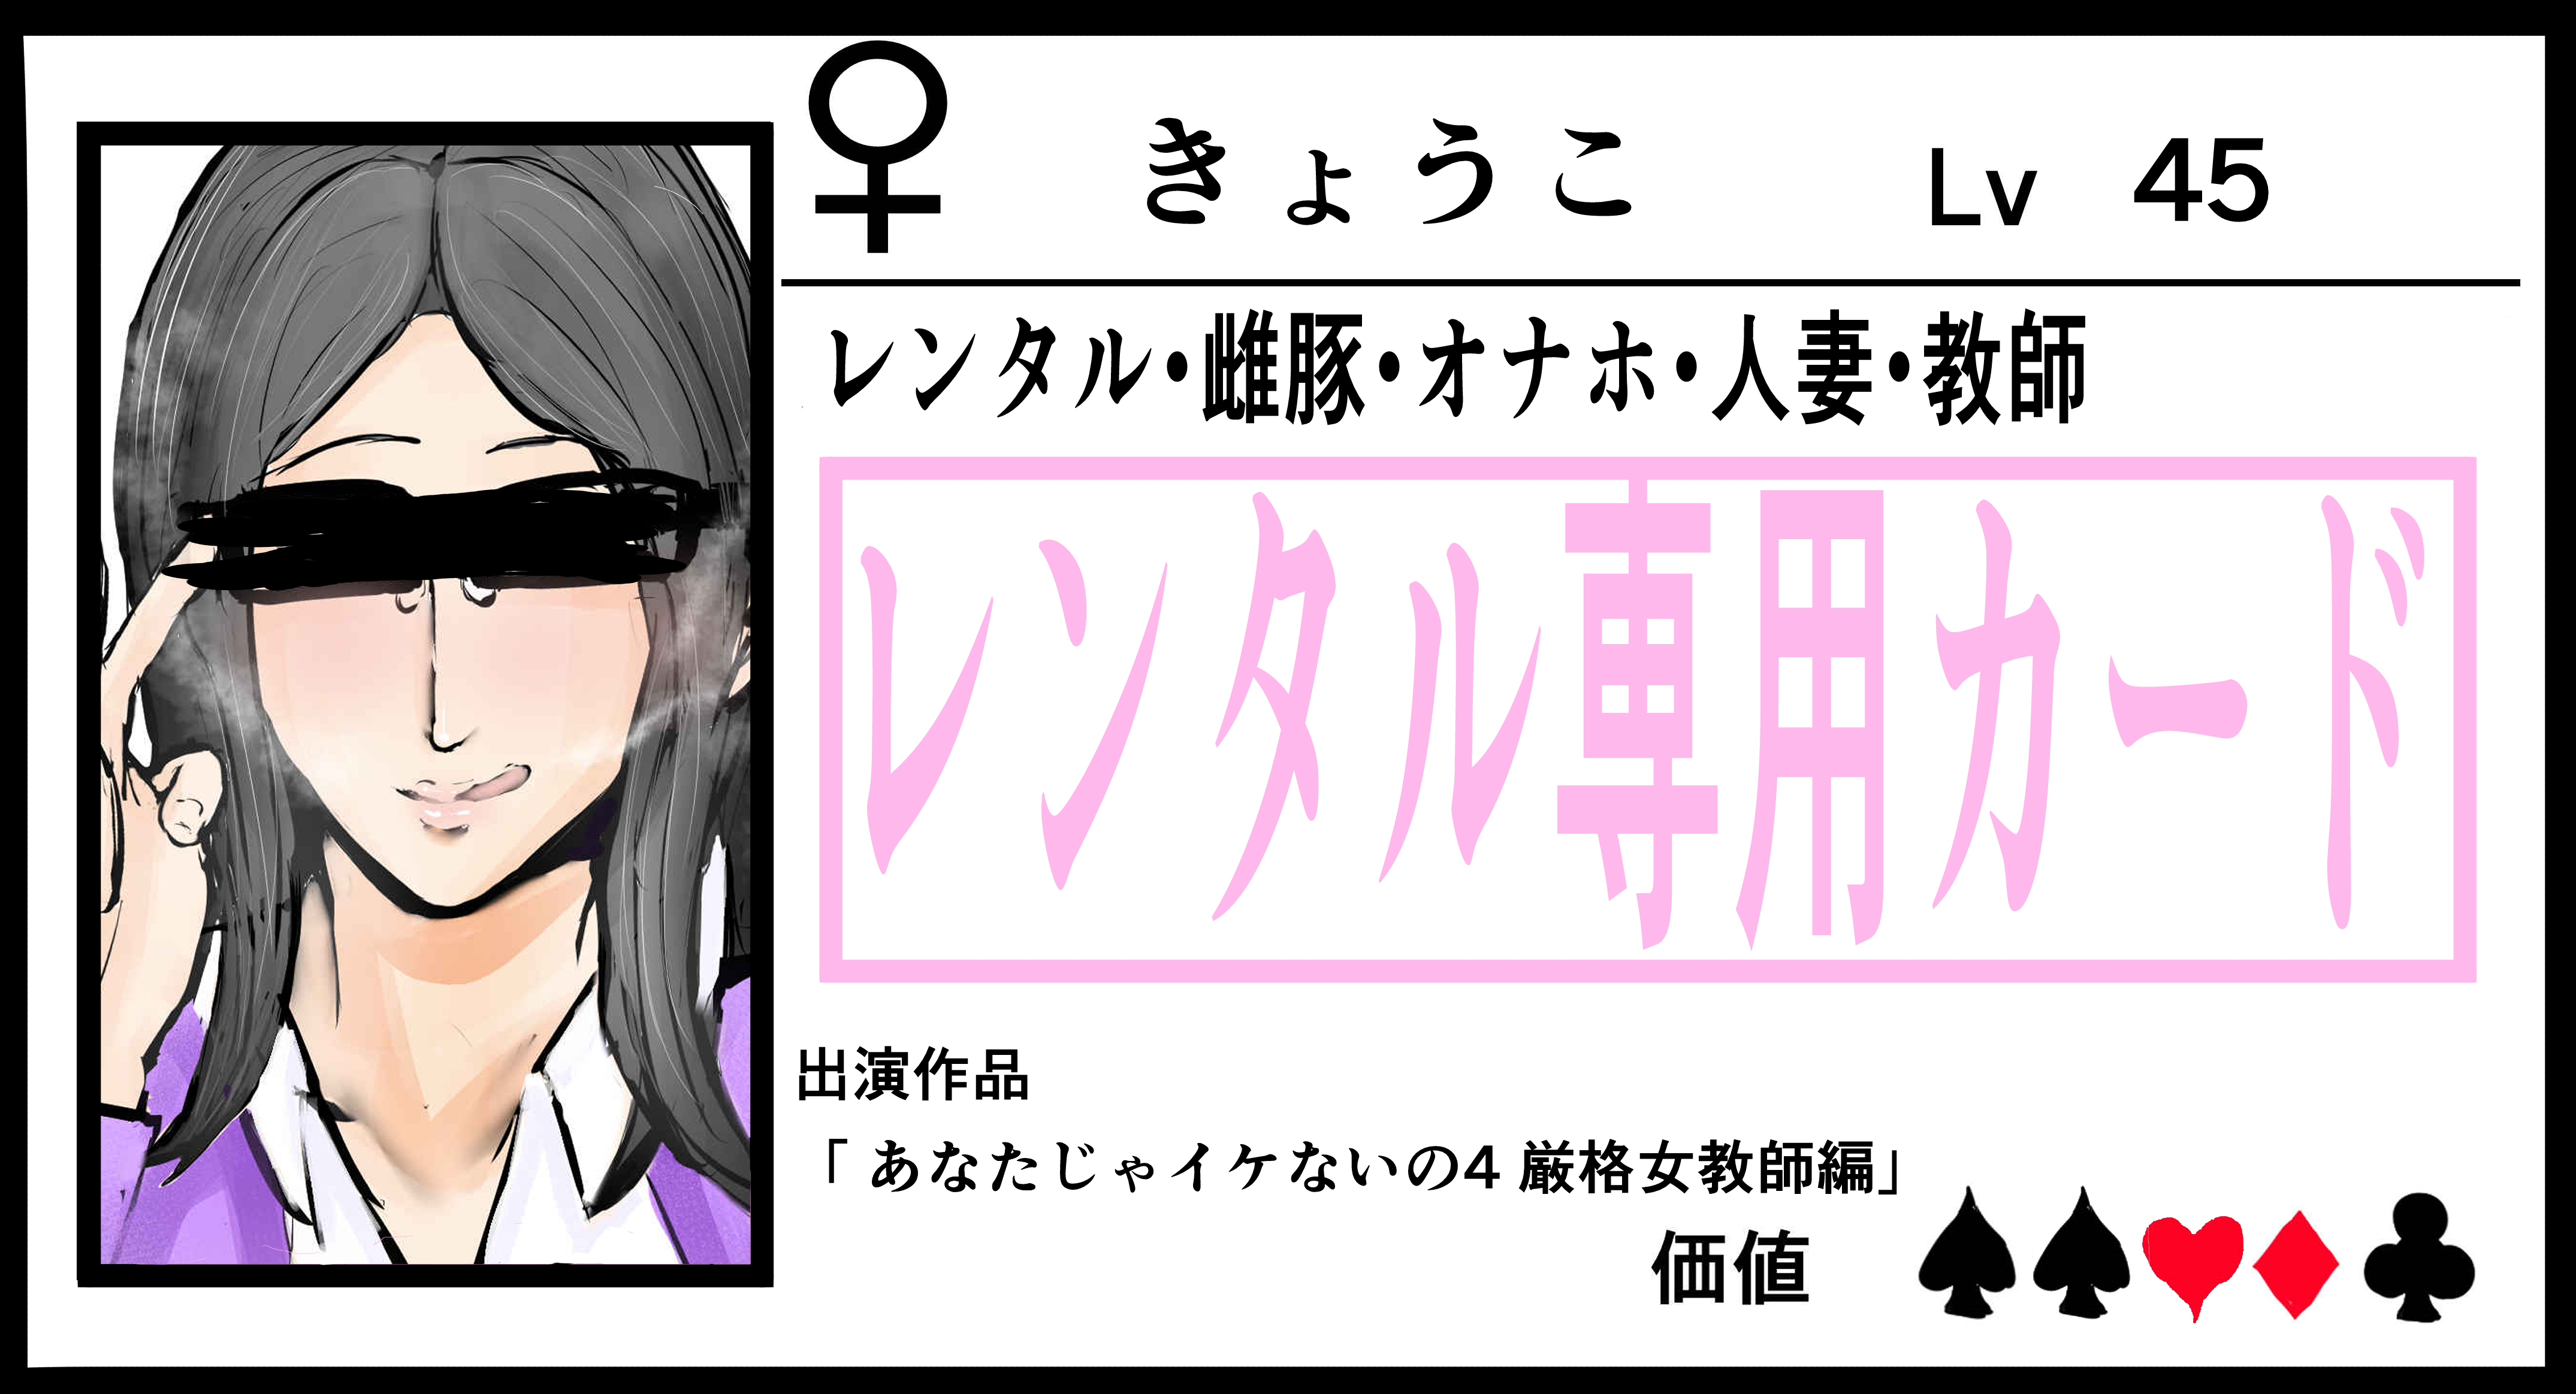 ♀ きょうこ Lv 45
レンタル・雌豚・オナホ・人妻・教師
レンタル専用カード
出演作品
「あなたじゃイケないの4 厳格女教師編」
価値 ♠♠♥♦♣